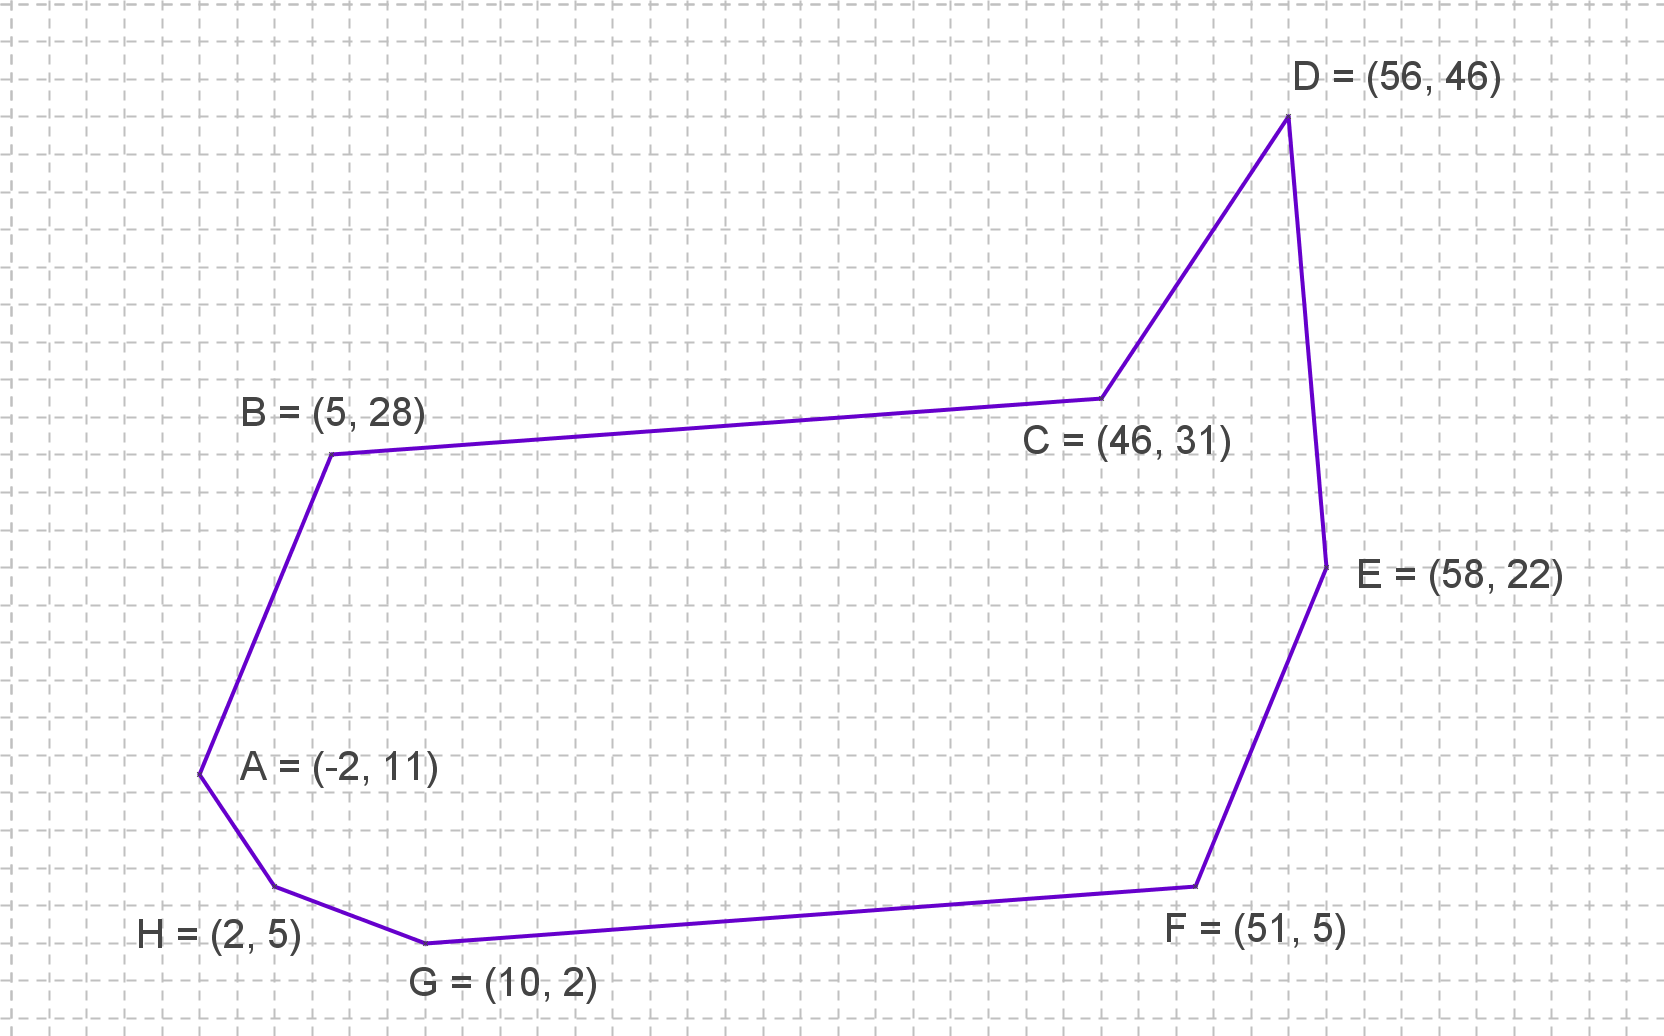 D = (56, 46)
B = (5, 28)
C = (46, 31)
E = (58, 22)
A = (-2, 11)
H = (2, 5)
F = (51, 5)
G = (10, 2)